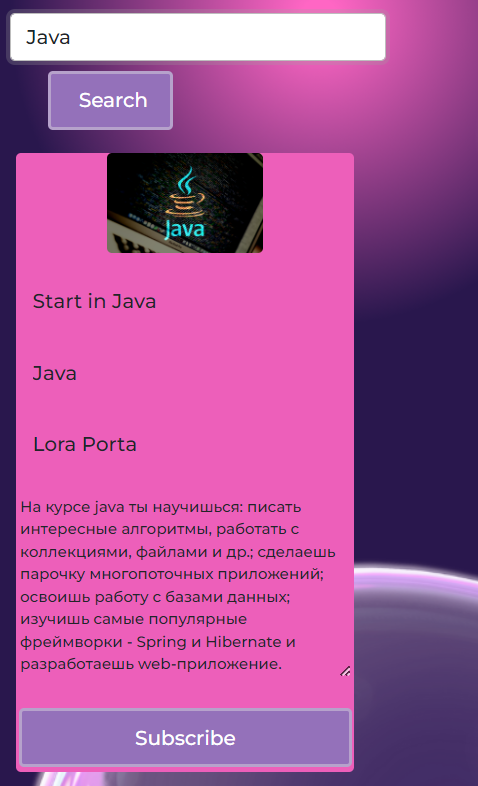 Java
Search
Java
Start in Java
Java
Lora Porta
На курсе java ты научишься: писать
интересные алгоритмы, работать с
коллекциями, файлами и др.; сделаешь
парочку многопоточных приложений;
освоишь работу с базами данных;
изучишь самые популярные
фреймворки - Spring и Hibernate и
разработаешь web-приложение.
Subscribe